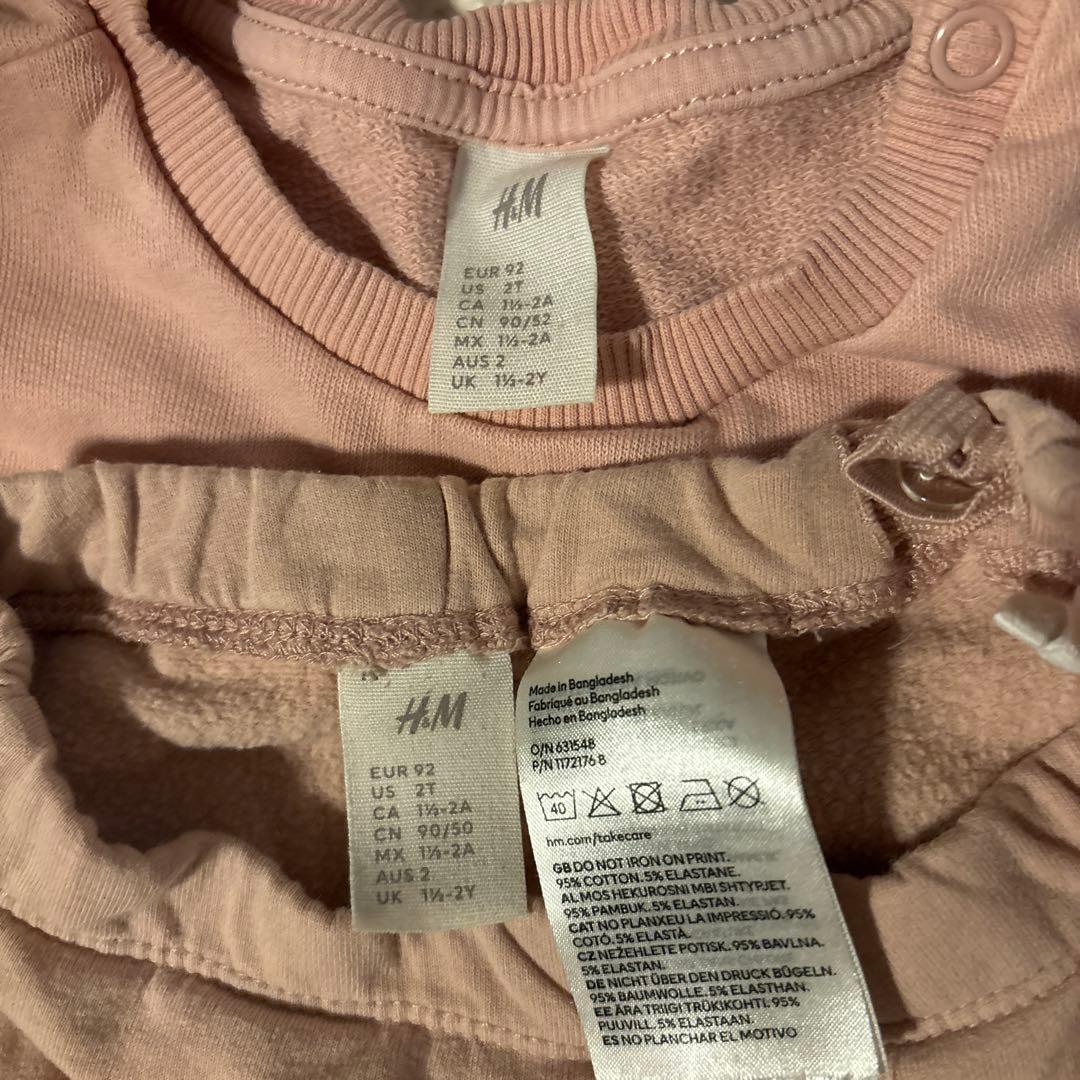 H&M
EUR 92
US 2T
CA 1½-2A
CN 90/52
MX 1½-2A
AUS 2
UK 1½-2Y
H&M
EUR 92
US 2T
CA 1½-2A
CN 90/50
MX 1½-2A
AUS 2
UK 1½-2Y
Made in Bangladesh
Fabriqué au Bangladesh
Hecho en Bangladesh
O/N 631548
P/N 1172176 8
40
hm.com/takecare
GB DO NOT IRON ON PRINT.
95% COTTON. 5% ELASTANE.
AL MOS HEKUROSNI MBI SHTYPJET.
95% PAMBUK. 5% ELASTAN.
CAT NO PLANXEU LA IMPRESSIÓ. 95%
COTÓ. 5% ELASTÀ.
CZ NEŽEHLETE POTISK. 95% BAVLNA.
5% ELASTAN.
DE NICHT ÜBER DEN DRUCK BÜGELN.
95% BAUMWOLLE. 5% ELASTHAN.
EE ÄRA TRIIGI TRÜKIKOHTI. 95%
PUUVILL. 5% ELASTAAN.
ES NO PLANCHAR EL MOTIVO